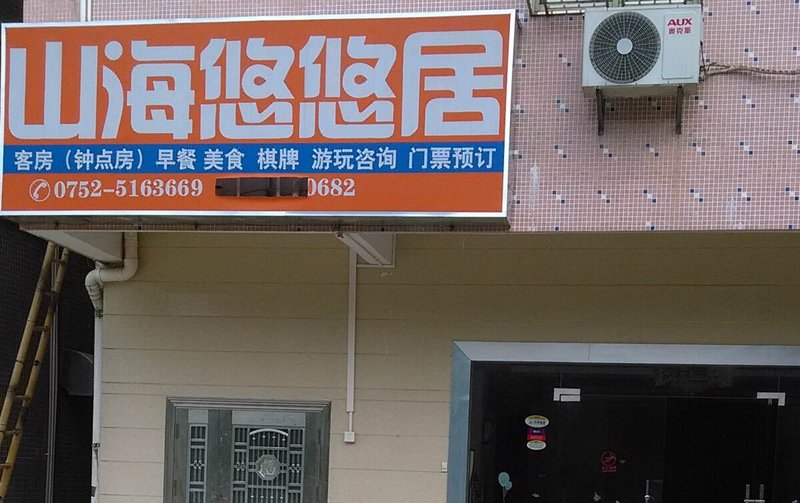 山海悠悠居
客房（钟点房）早餐 美食 棋牌 游玩咨询 门票预订
0752-5163669 0682
AUX
奥克斯